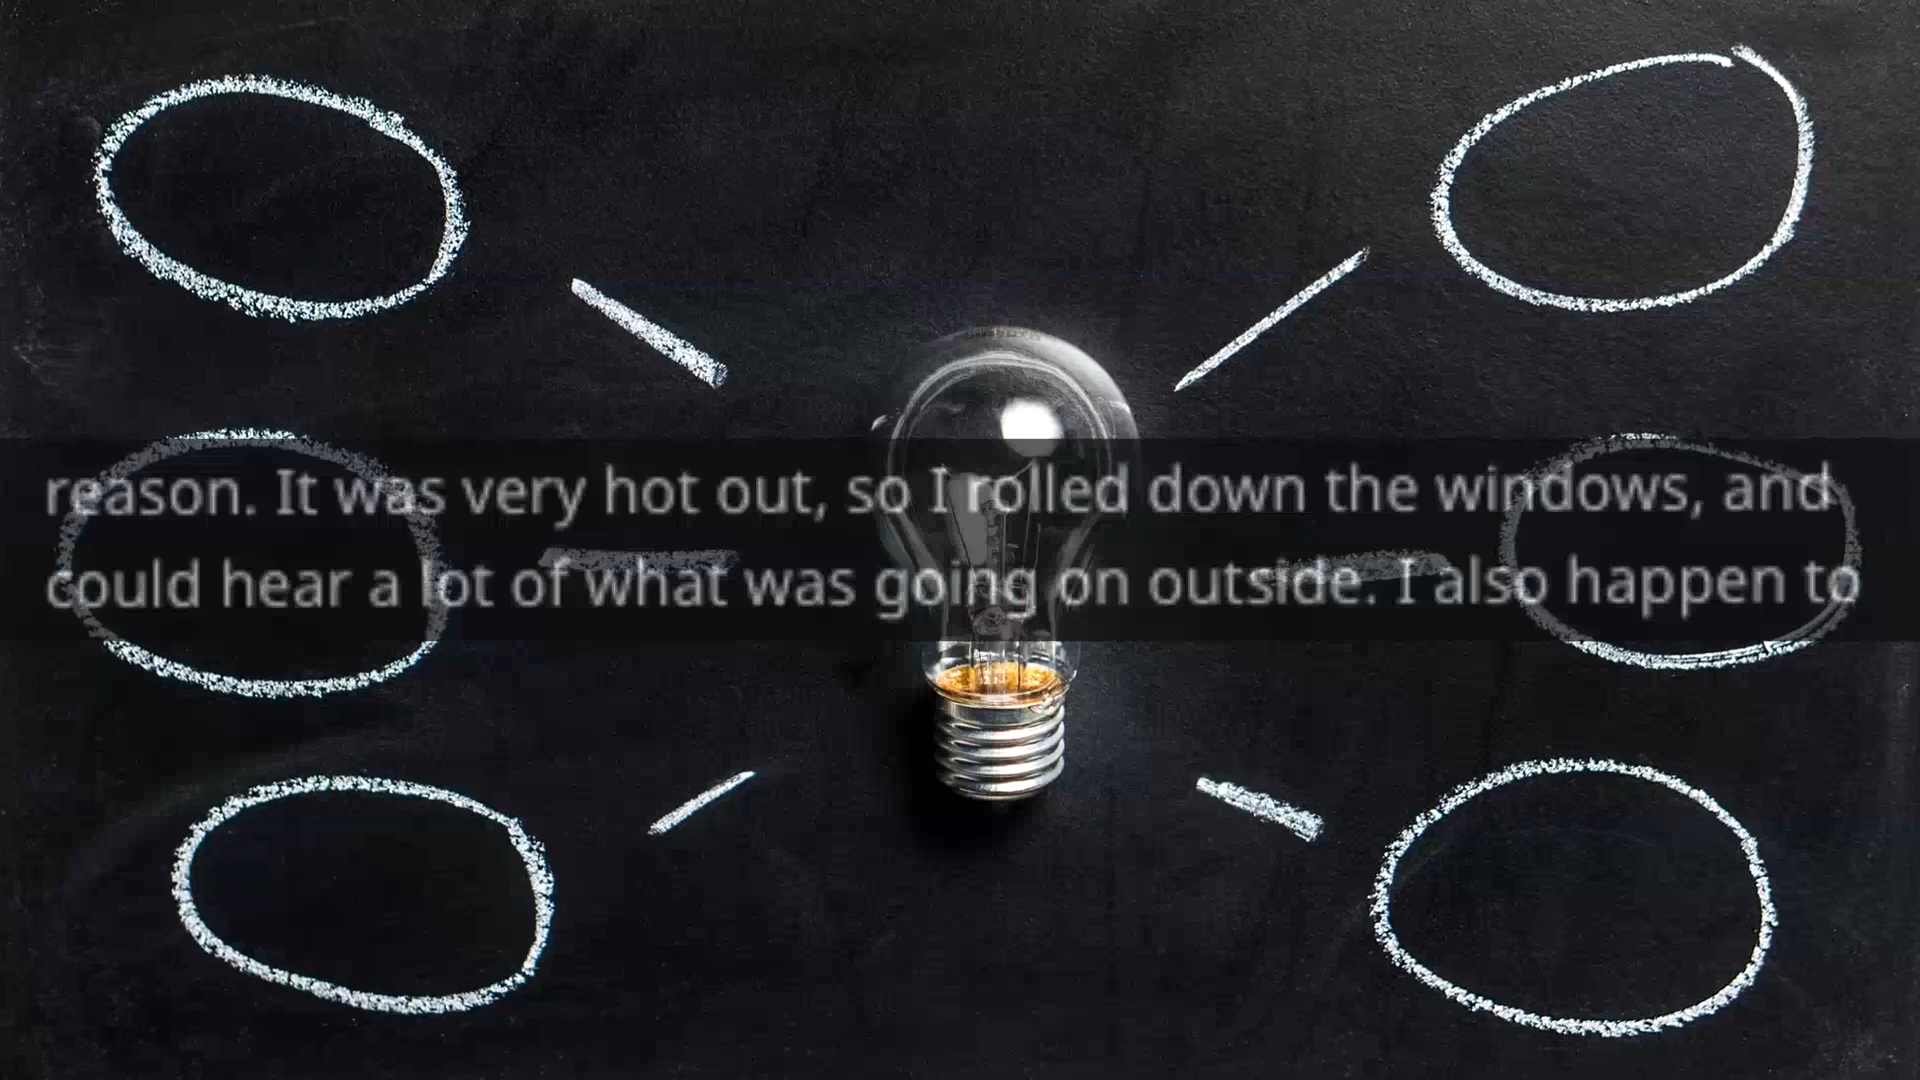 reason. It was very hot out, so I rolled down the windows, and
could hear a lot of what was going on outside. I also happen to